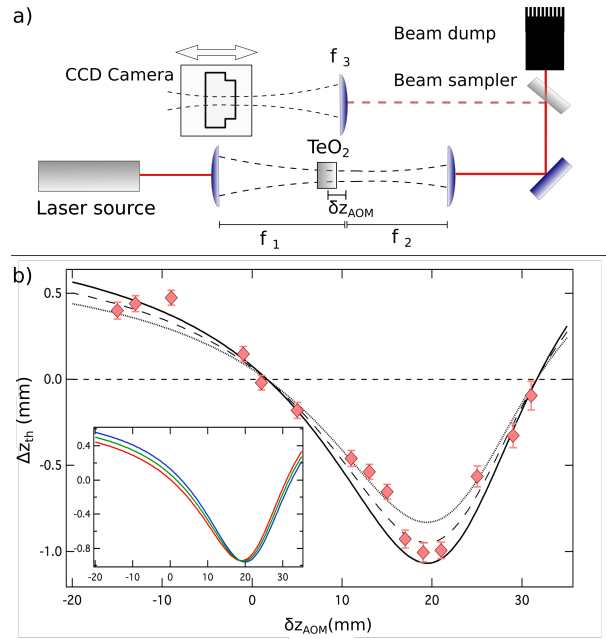 a)
Beam dump
f 3
CCD Camera
Beam sampler
TeO2
Laser source
δzAOM
f 1
f 2
b)
0.5
0.0
-0.5
-1.0
Δzth (mm)
0.4
0.0
-0.4
-0.8
-20 -10 0 10 20 30
-20 -10 0 10 20 30
δzAOM(mm)